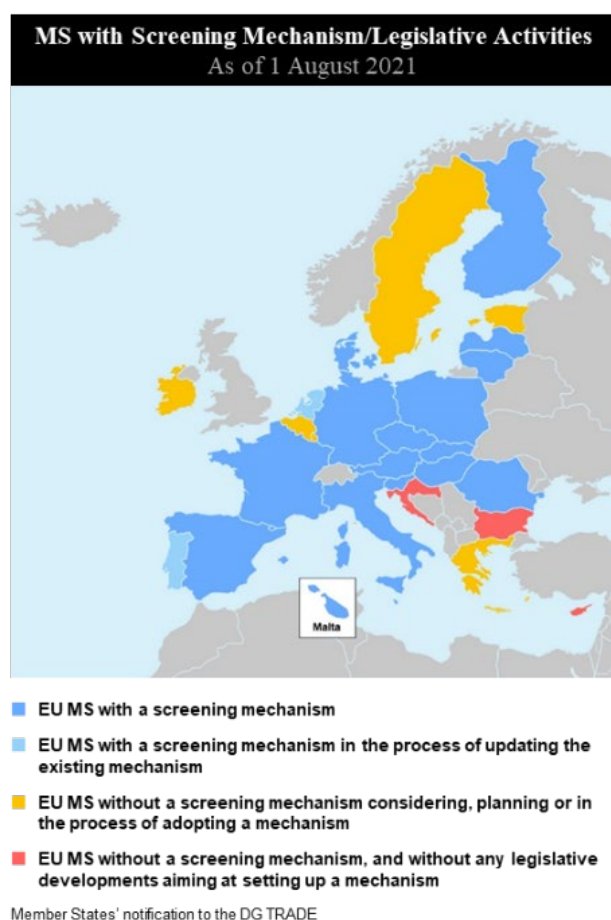 MS with Screening Mechanism/Legislative Activities
As of 1 August 2021
Malta
EU MS with a screening mechanism
EU MS with a screening mechanism in the process of updating the
existing mechanism
EU MS without a screening mechanism considering, planning or in
the process of adopting a mechanism
EU MS without a screening mechanism, and without any legislative
developments aiming at setting up a mechanism
Member States' notification to the DG TRADE